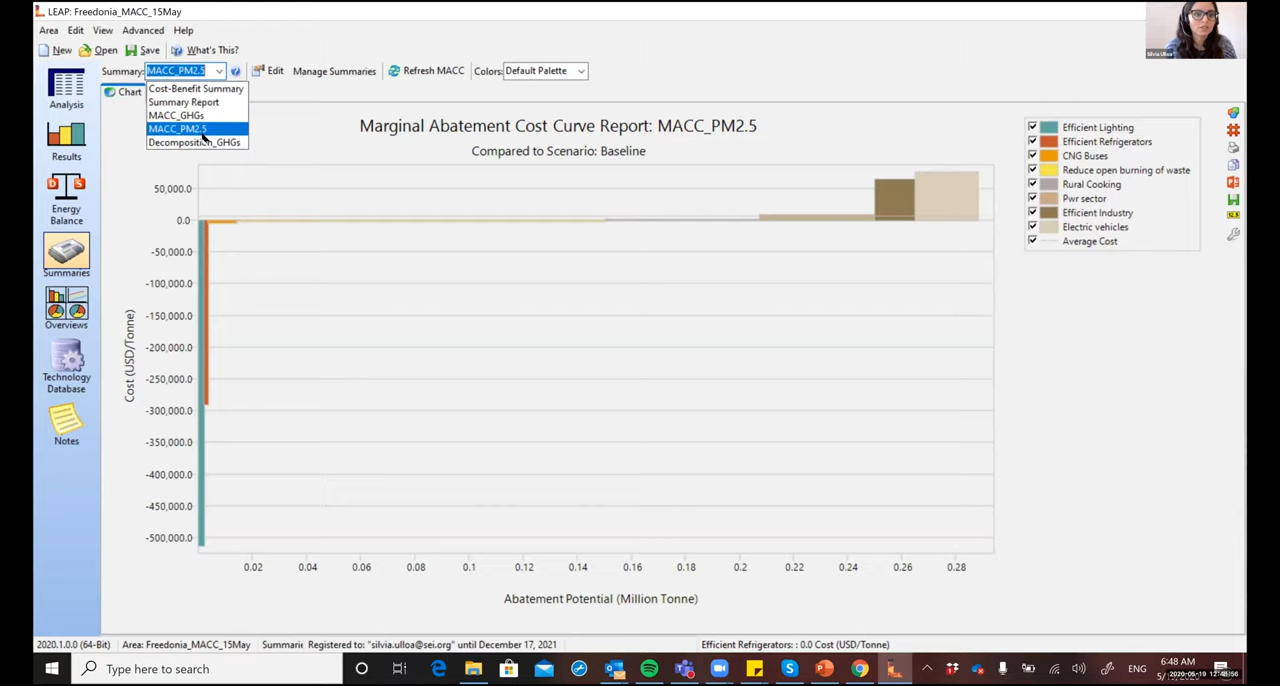 LEAP: Freedonia_MACC_15May
Area Edit View Advanced Help
New Open Save What's This?
Summary: MACC_PM2.5 Edit Manage Summaries Refresh MACC Colors: Default Palette
Chart
Cost-Benefit Summary
Summary Report
MACC_GHGs
MACC_PM2.5
Decomposition_GHGs
Analysis
Results
Energy
Balance
Summaries
Overviews
Technology
Database
Notes
Marginal Abatement Cost Curve Report: MACC_PM2.5
Compared to Scenario: Baseline
Cost (USD/Tonne)
50,000.0
0.0
-50,000.0
-100,000.0
-150,000.0
-200,000.0
-250,000.0
-300,000.0
-350,000.0
-400,000.0
-450,000.0
-500,000.0
0.02 0.04 0.06 0.08 0.1 0.12 0.14 0.16 0.18 0.2 0.22 0.24 0.26 0.28
Abatement Potential (Million Tonne)
Efficient Lighting
Efficient Refrigerators
CNG Buses
Reduce open burning of waste
Rural Cooking
Pwr sector
Efficient Industry
Electric vehicles
Average Cost
Silvia Ulloa
2020.1.0.0 (64-Bit) Area: Freedonia_MACC_15May Summarie Registered to: "silvia.ulloa@sei.org" until December 17, 2021 Efficient Refrigerators: : 0.0 Cost (USD/Tonne)
Type here to search
ENG
6:48 AM
2020-05-19 12:48:56